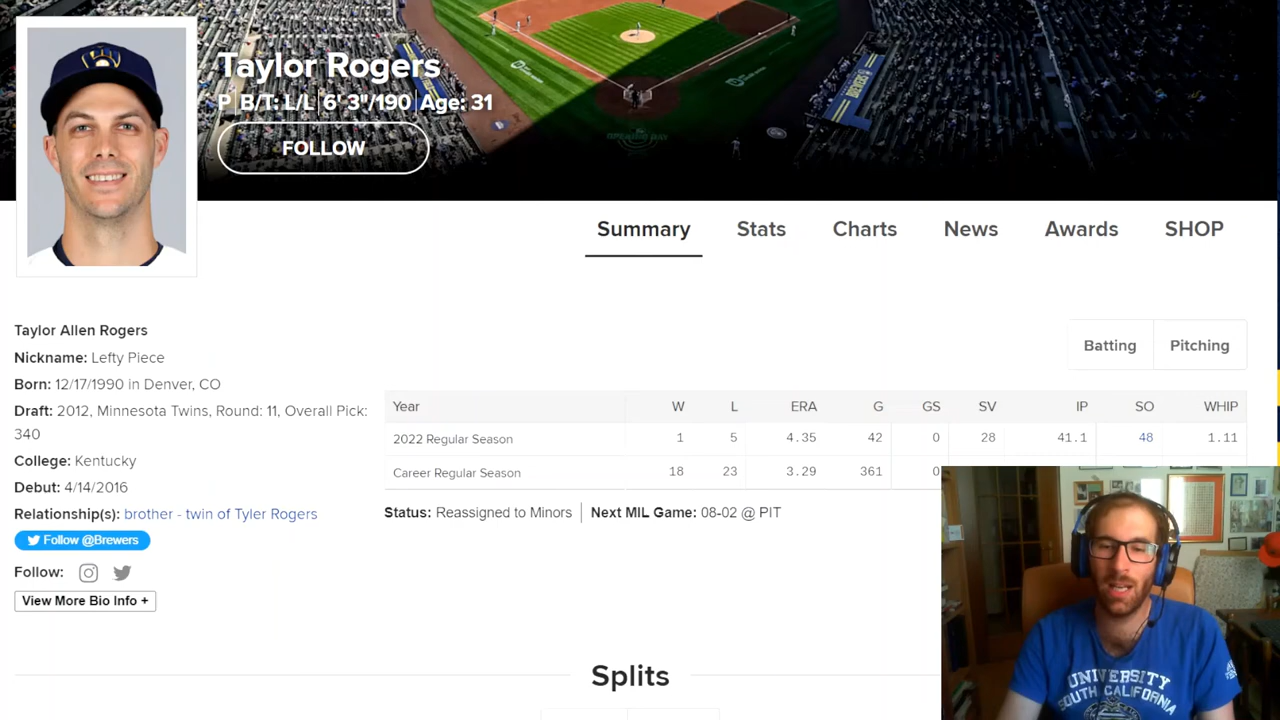 Taylor Rogers
P | B/T: L/L | 6' 3"/190 | Age: 31
FOLLOW
Summary Stats Charts News Awards SHOP
Taylor Allen Rogers
Nickname: Lefty Piece
Born: 12/17/1990 in Denver, CO
Draft: 2012, Minnesota Twins, Round: 11, Overall Pick:
340
College: Kentucky
Debut: 4/14/2016
Relationship(s): brother - twin of Tyler Rogers
Follow @Brewers
Follow:
View More Bio Info +
Batting Pitching
Year W L ERA G GS SV IP SO WHIP
2022 Regular Season 1 5 4.35 42 0 28 41.1 48 1.11
Career Regular Season 18 23 3.29 361 0
Status: Reassigned to Minors | Next MIL Game: 08-02 @ PIT
Splits
BREWERS
UNIVERSITY
SOUTH CALIFORNIA